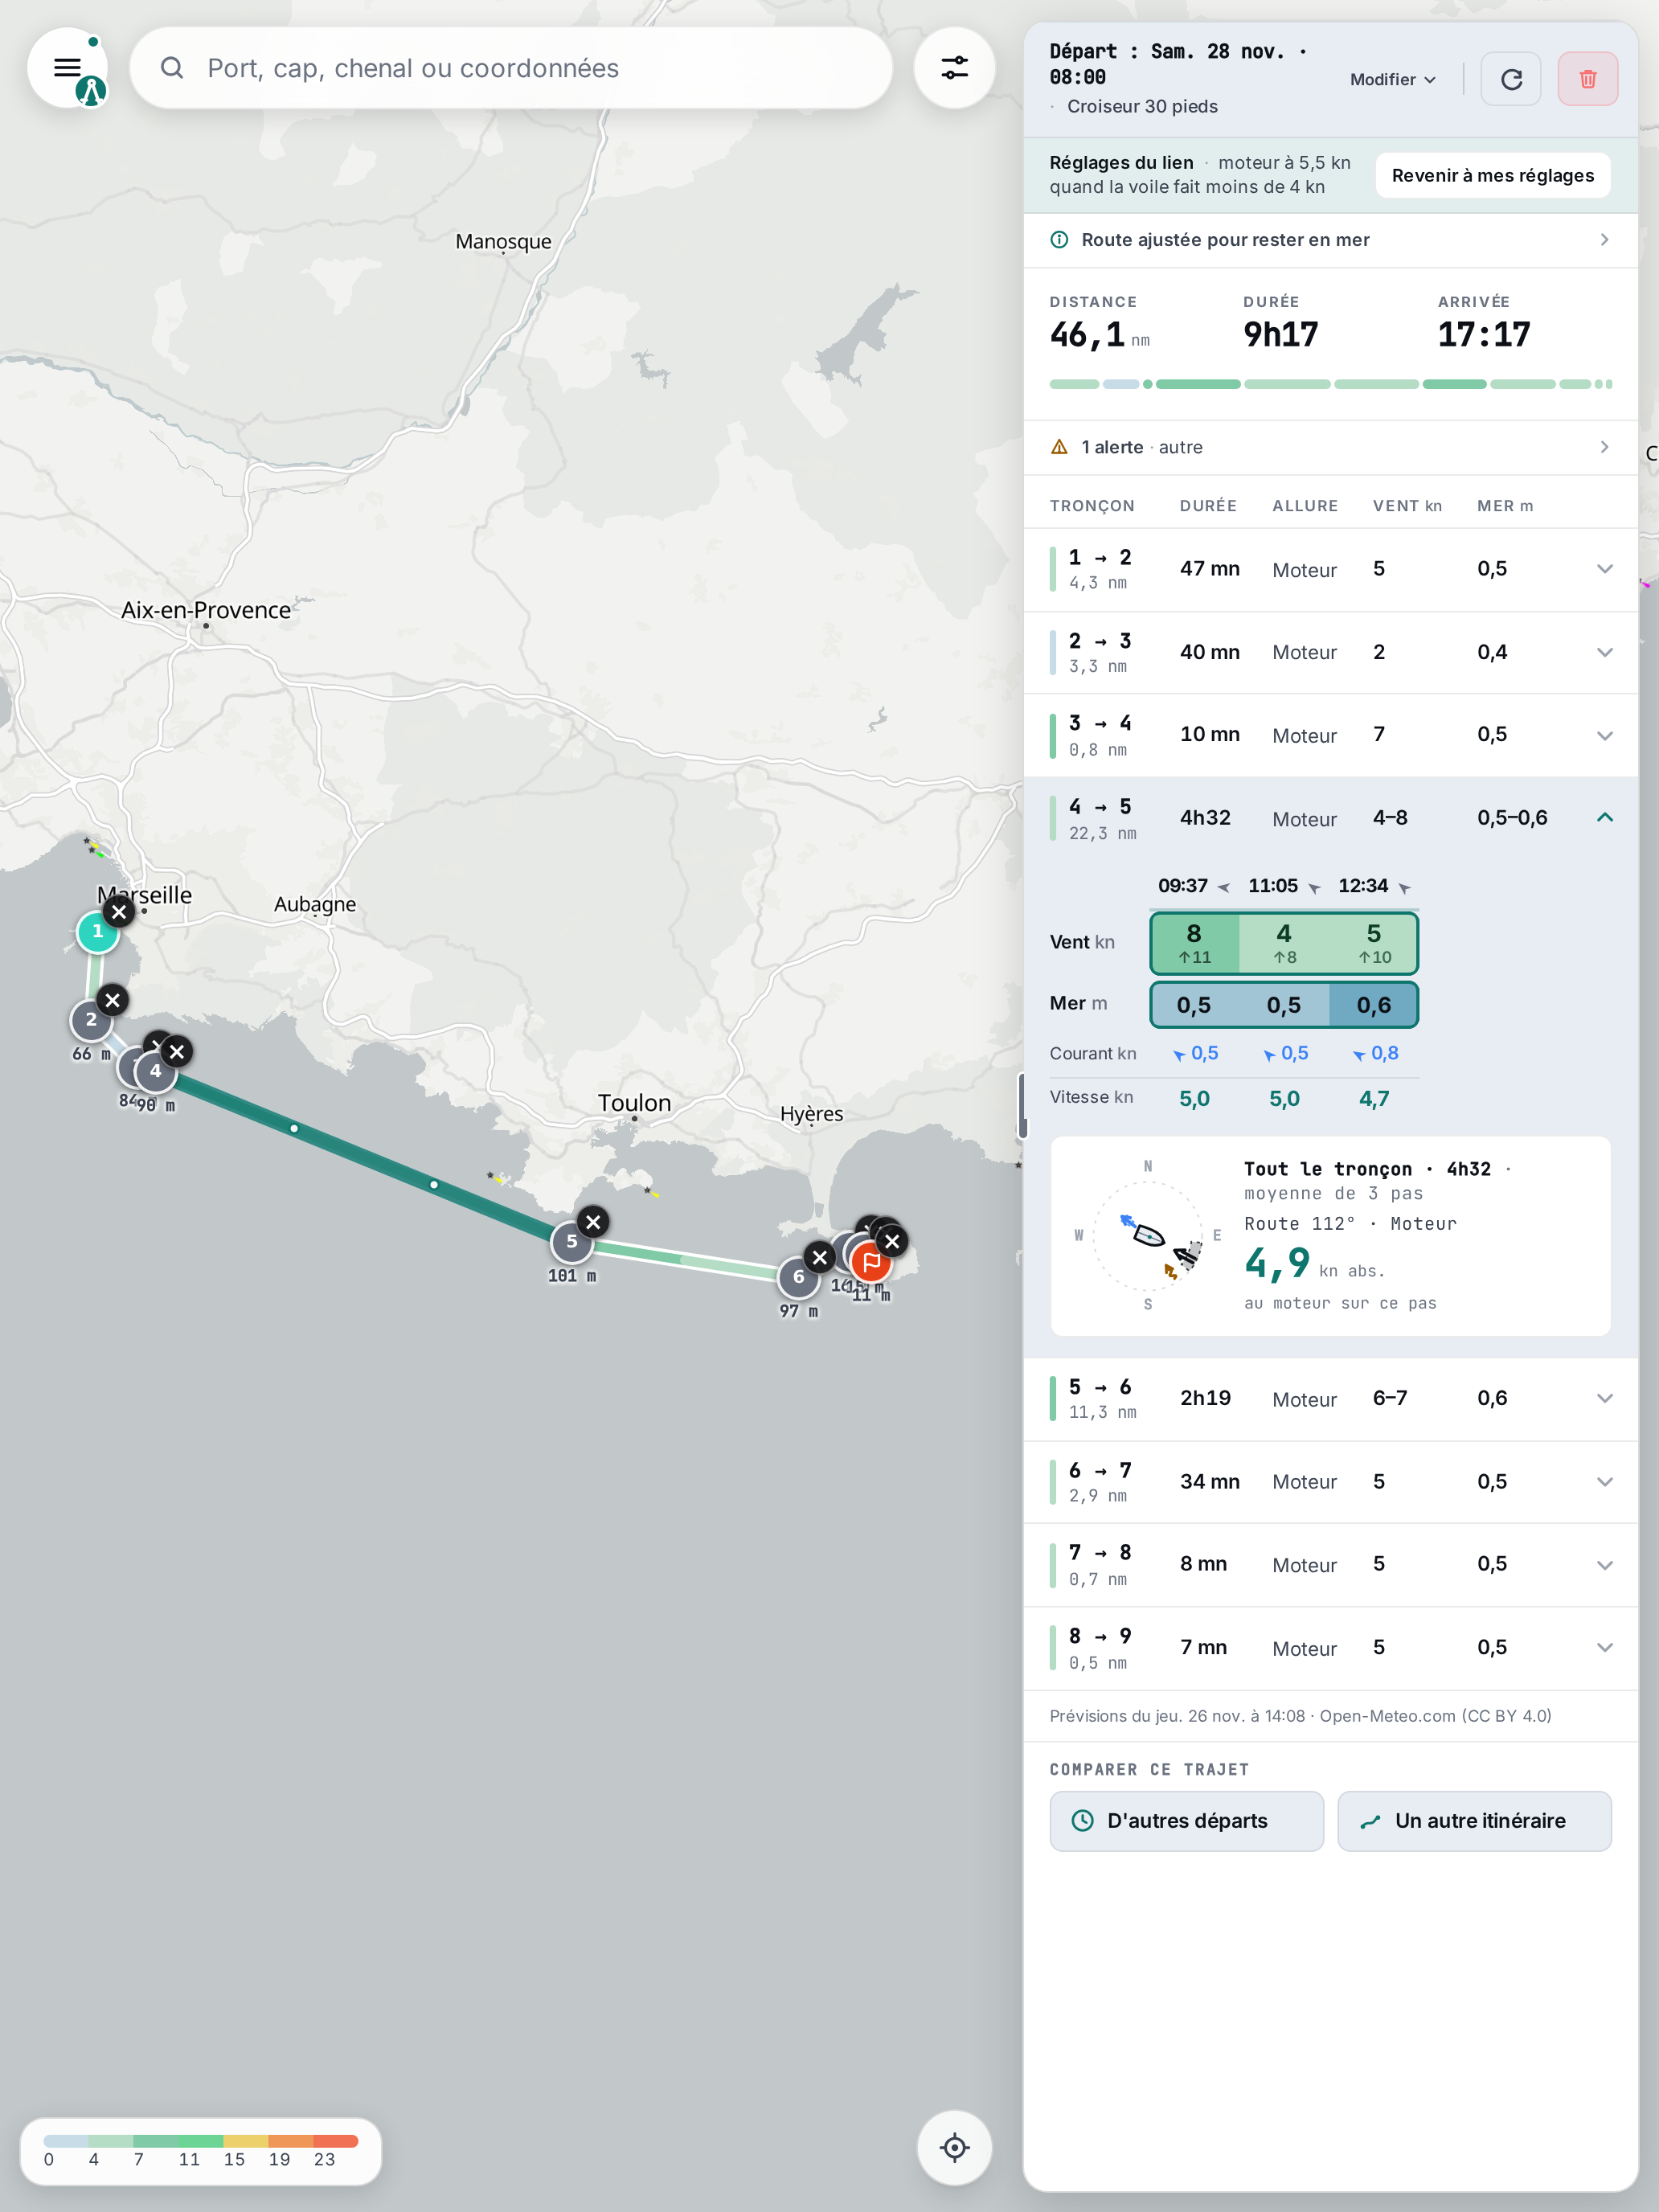 Port, cap, chenal ou coordonnées
Manosque
Aix-en-Provence
Marseille
Aubagne
Toulon
Hyères
1
2
66 m
4
90 m
5
101 m
6
97 m
11 m
0 4 7 11 15 19 23
Départ : Sam. 28 nov. ·
08:00
· Croiseur 30 pieds
Modifier
Réglages du lien · moteur à 5,5 kn
quand la voile fait moins de 4 kn
Revenir à mes réglages
Route ajustée pour rester en mer
DISTANCE DURÉE ARRIVÉE
46,1 nm 9h17 17:17
1 alerte · autre
TRONÇON DURÉE ALLURE VENT kn MER m
1 → 2 47 mn Moteur 5 0,5
4,3 nm
2 → 3 40 mn Moteur 2 0,4
3,3 nm
3 → 4 10 mn Moteur 7 0,5
0,8 nm
4 → 5 4h32 Moteur 4–8 0,5–0,6
22,3 nm
09:37 11:05 12:34
Vent kn 8 4 5
↑11 ↑8 ↑10
Mer m 0,5 0,5 0,6
Courant kn 0,5 0,5 0,8
Vitesse kn 5,0 5,0 4,7
N
W E
S
Tout le tronçon · 4h32 ·
moyenne de 3 pas
Route 112° · Moteur
4,9 kn abs.
au moteur sur ce pas
5 → 6 2h19 Moteur 6–7 0,6
11,3 nm
6 → 7 34 mn Moteur 5 0,5
2,9 nm
7 → 8 8 mn Moteur 5 0,5
0,7 nm
8 → 9 7 mn Moteur 5 0,5
0,5 nm
Prévisions du jeu. 26 nov. à 14:08 · Open-Meteo.com (CC BY 4.0)
COMPARER CE TRAJET
D'autres départs
Un autre itinéraire